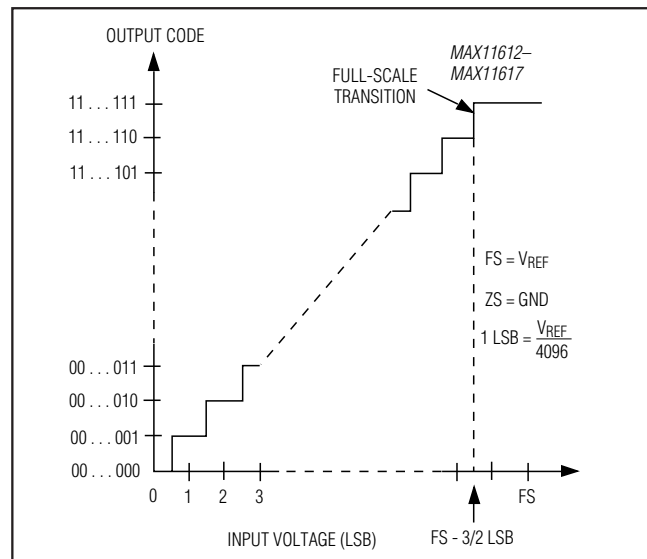 OUTPUT CODE
MAX11612–
MAX11617
FULL-SCALE
TRANSITION
11 . . . 111
11 . . . 110
11 . . . 101
FS = VREF
ZS = GND
1 LSB = VREF
4096
00 . . . 011
00 . . . 010
00 . . . 001
00 . . . 000
0 1 2 3 FS
INPUT VOLTAGE (LSB) FS - 3/2 LSB